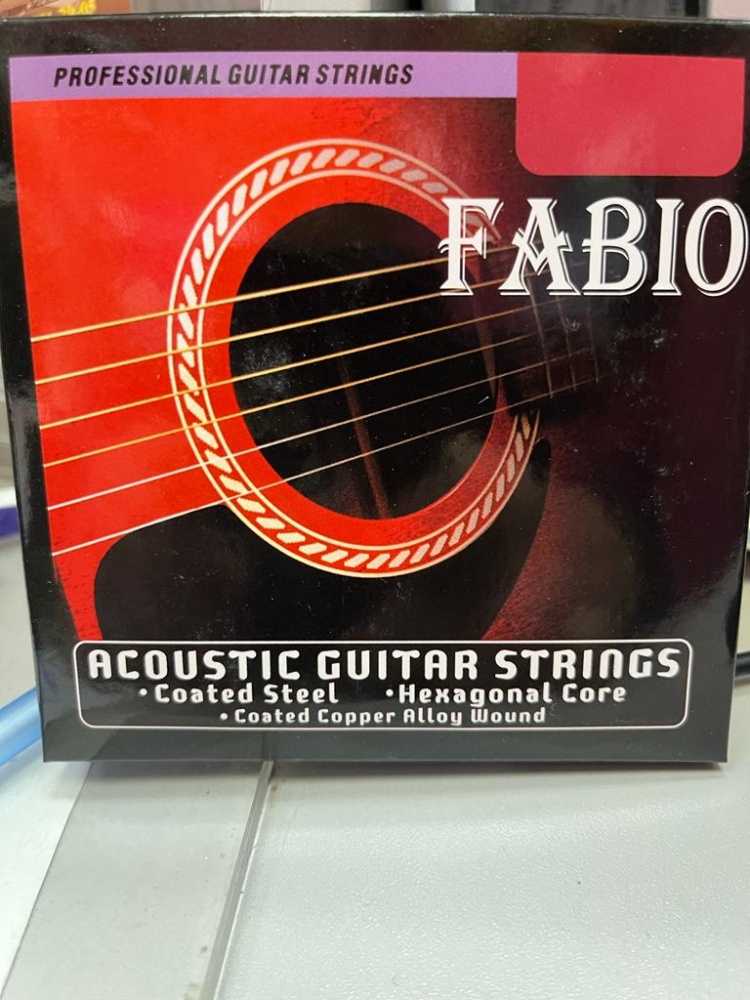 PROFESSIONAL GUITAR STRINGS
FABIO
ACOUSTIC GUITAR STRINGS
• Coated Steel • Hexagonal Core
• Coated Copper Alloy Wound